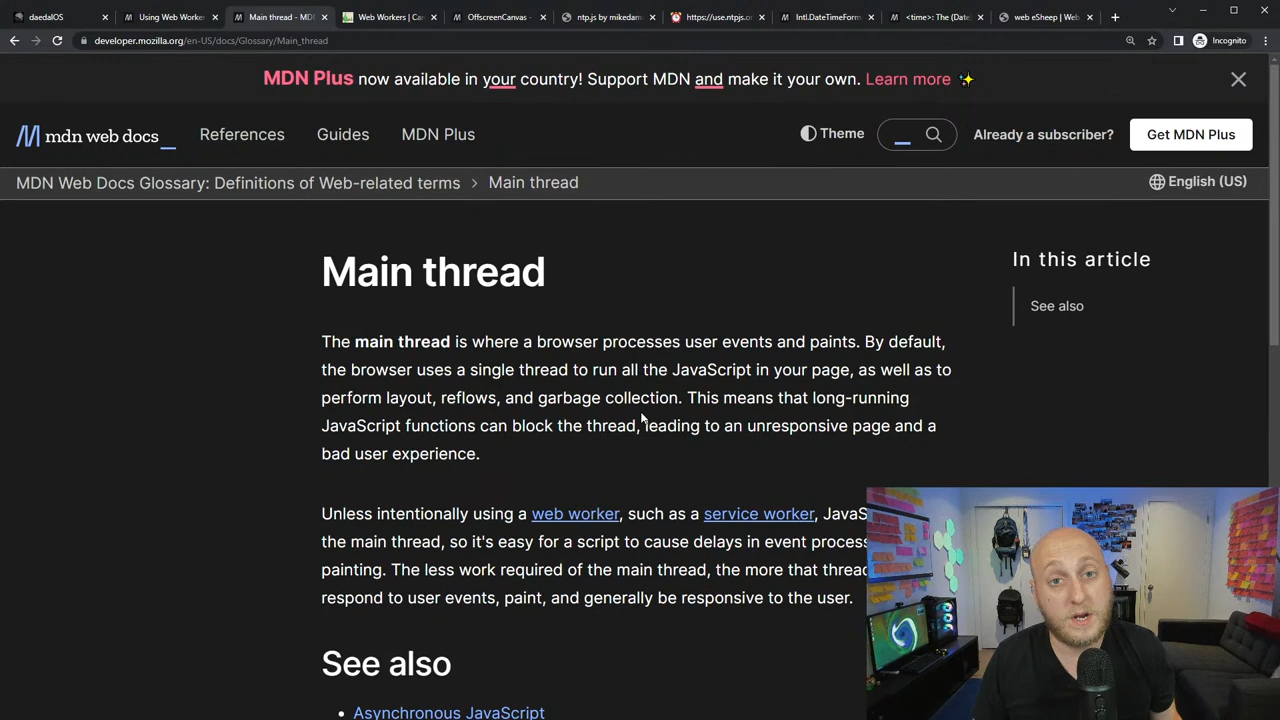 daedalOS
Using Web Worker
Main thread - MD
Web Workers | Ca
OffscreenCanvas -
ntp.js by mikedam
https://use.ntpjs.o
Intl.DateTimeForm
<time>: The (Date
web eSheep | Web
developer.mozilla.org/en-US/docs/Glossary/Main_thread
Incognito
MDN Plus now available in your country! Support MDN and make it your own. Learn more ✨
mdn web docs_
References
Guides
MDN Plus
Theme
Already a subscriber?
Get MDN Plus
MDN Web Docs Glossary: Definitions of Web-related terms > Main thread
English (US)
Main thread
In this article
See also
The main thread is where a browser processes user events and paints. By default,
the browser uses a single thread to run all the JavaScript in your page, as well as to
perform layout, reflows, and garbage collection. This means that long-running
JavaScript functions can block the thread, leading to an unresponsive page and a
bad user experience.
Unless intentionally using a web worker, such as a service worker, JavaS
the main thread, so it's easy for a script to cause delays in event process
painting. The less work required of the main thread, the more that threa
respond to user events, paint, and generally be responsive to the user.
See also
• Asynchronous JavaScript